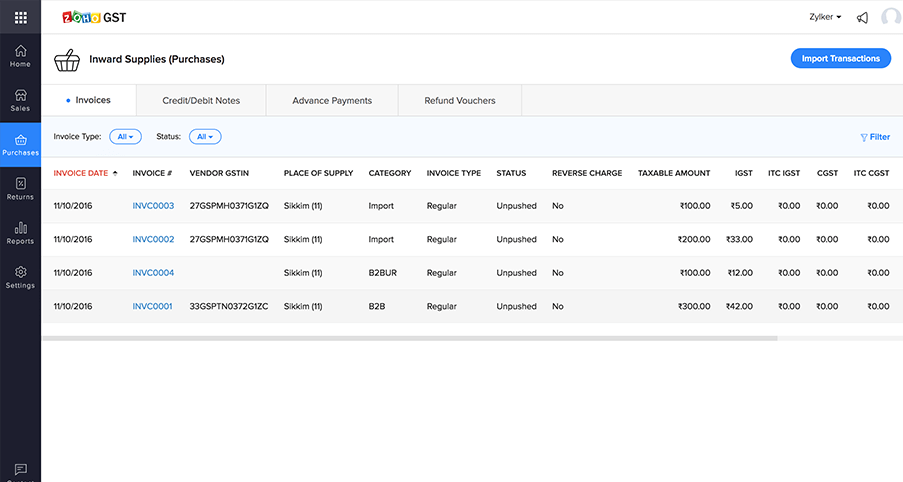 ZOHO GST
Zylker
Home
Sales
Purchases
Returns
Reports
Settings
Inward Supplies (Purchases)
Import Transactions
Invoices Credit/Debit Notes Advance Payments Refund Vouchers
Invoice Type: All Status: All Filter
INVOICE DATE INVOICE # VENDOR GSTIN PLACE OF SUPPLY CATEGORY INVOICE TYPE STATUS REVERSE CHARGE TAXABLE AMOUNT IGST ITC IGST CGST ITC CGST
11/10/2016 INVC0003 27GSPMH0371G1ZQ Sikkim (11) Import Regular Unpushed No ₹100.00 ₹5.00 ₹0.00 ₹0.00 ₹0.00
11/10/2016 INVC0002 27GSPMH0371G1ZQ Sikkim (11) Import Regular Unpushed No ₹200.00 ₹33.00 ₹0.00 ₹0.00 ₹0.00
11/10/2016 INVC0004 Sikkim (11) B2BUR Regular Unpushed No ₹100.00 ₹12.00 ₹0.00 ₹0.00 ₹0.00
11/10/2016 INVC0001 33GSPTN0372G1ZC Sikkim (11) B2B Regular Unpushed No ₹300.00 ₹42.00 ₹0.00 ₹0.00 ₹0.00